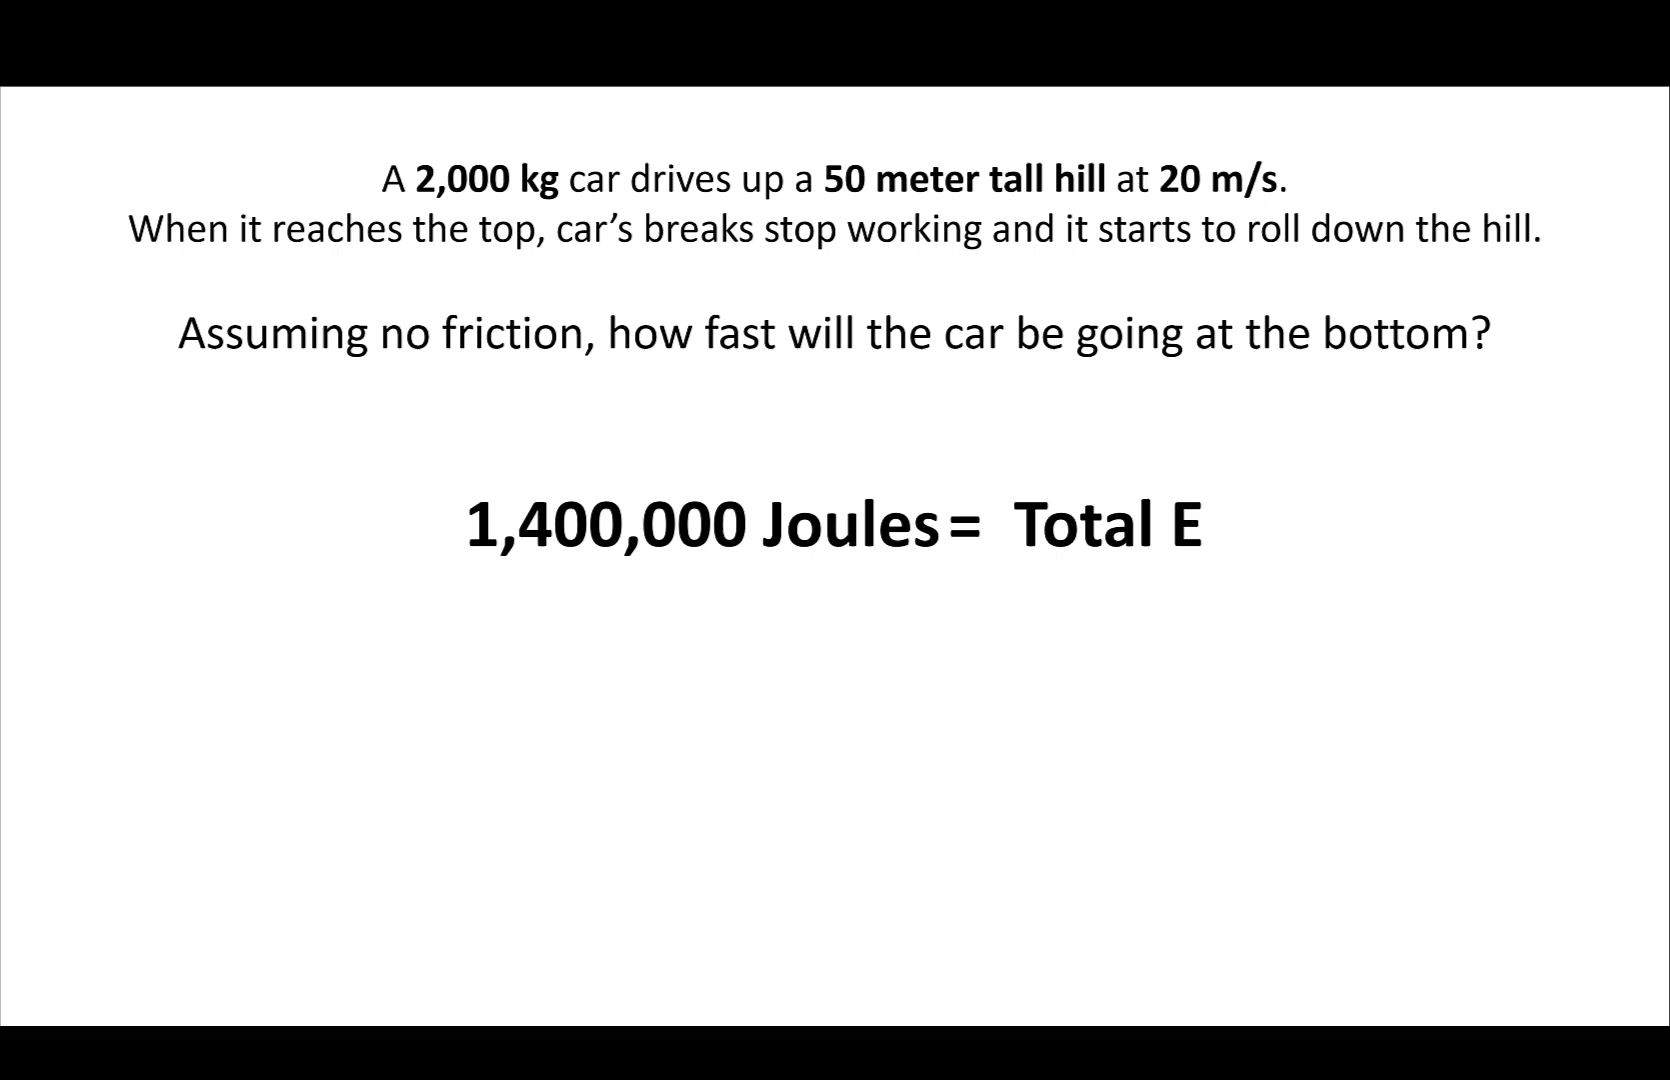 A 2,000 kg car drives up a 50 meter tall hill at 20 m/s.
When it reaches the top, car’s breaks stop working and it starts to roll down the hill.
Assuming no friction, how fast will the car be going at the bottom?
1,400,000 Joules = Total E